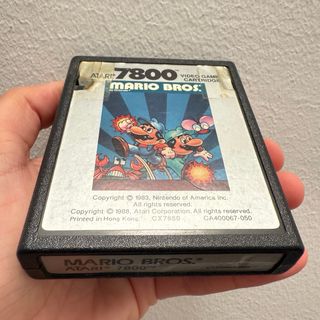 ATARI 7800 VIDEO GAME
CARTRIDGE
MARIO BROS.
Copyright © 1983, Nintendo of America Inc.
All rights reserved.
Copyright © 1988, Atari Corporation. All rights reserved.
Printed in Hong Kong. CX7850 CA400067-050
MARIO BROS.
ATARI 7800